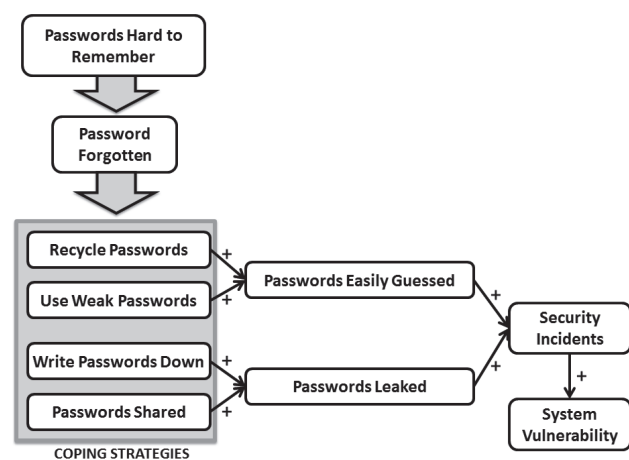 Passwords Hard to
Remember
Password
Forgotten
Recycle Passwords
+
Use Weak Passwords
+
Passwords Easily Guessed
+
Write Passwords Down
+
Passwords Shared
+
Passwords Leaked
+
Security
Incidents
+
System
Vulnerability
COPING STRATEGIES